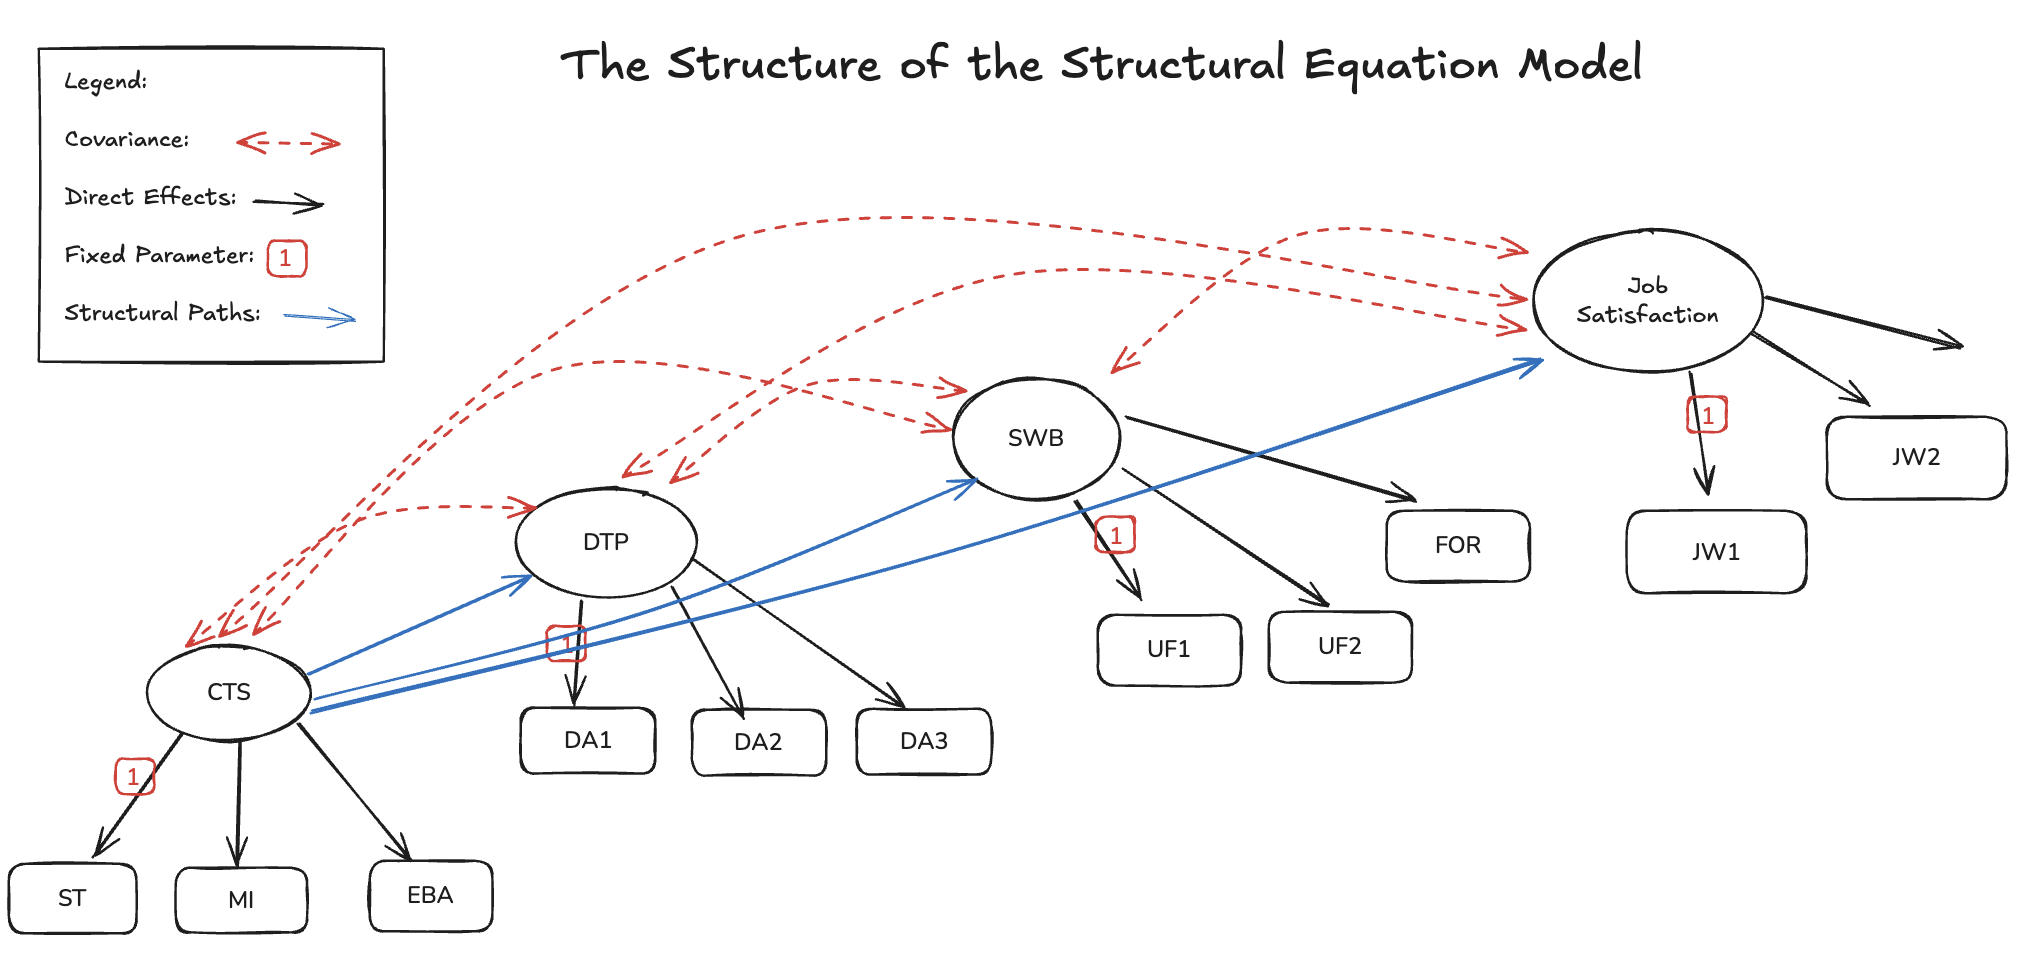 The Structure of the Structural Equation Model
Legend:
Covariance:
Direct Effects:
Fixed Parameter: 1
Structural Paths:
Job
Satisfaction
1
JW2
JW1
SWB
1
FOR
UF1
UF2
DTP
1
DA1
DA2
DA3
CTS
1
ST
MI
EBA